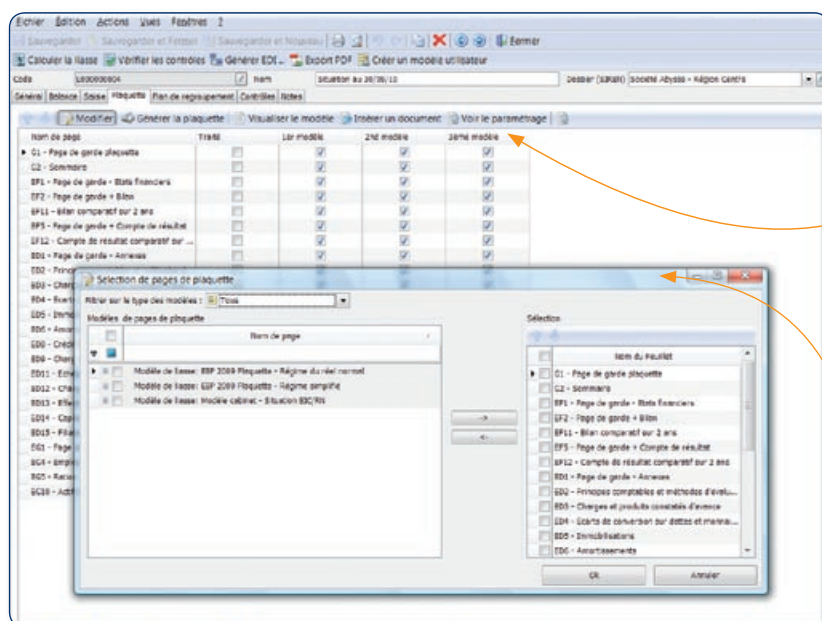 Fichier Édition Actions Vues Fenêtres ?
Sauvegarder Sauvegarder et Fermer Sauvegarder et Nouveau Fermer
Calculer la liasse Vérifier les contrôles Générer EDI... Export PDF Créer un modèle utilisateur
Code Nom Situation au 30/06/10 Dossier (SIREN) Société Abyssa - Région Centre
Général Balance Saisie Plaquette Plan de regroupement Contrôles Notes
Modifier Générer la plaquette Visualiser le modèle Insérer un document Voir le paramétrage
Nom de page Traité 1er modèle 2nd modèle 3ème modèle
G1 - Page de garde plaquette
G2 - Sommaire
EF1 - Page de garde - Etats financiers
EF2 - Page de garde + Bilan
EF11 - Bilan comparatif sur 2 ans
EF3 - Page de garde + Compte de résultat
EF12 - Compte de résultat comparatif sur ...
ED1 - Page de garde - Annexes
Sélection de pages de plaquette
Filtrer sur le type des modèles : Tous
Modèles de pages de plaquette
Nom de page
Modèle de liasse: EBP 2009 Plaquette - Régime du réel normal
Modèle de liasse: EBP 2009 Plaquette - Régime simplifié
Modèle de liasse: Modèle cabinet - Situation BIC/RN
->
<-
Sélection
Nom du Feuillet
G1 - Page de garde plaquette
G2 - Sommaire
EF1 - Page de garde - Etats financiers
EF2 - Page de garde + Bilan
EF11 - Bilan comparatif sur 2 ans
EF3 - Page de garde + Compte de résultat
EF12 - Compte de résultat comparatif sur 2 ans
ED1 - Page de garde - Annexes
ED2 - Principes comptables et méthodes d'évalu...
ED3 - Charges et produits constatés d'avance
ED4 - Ecarts de conversion sur dettes et monnai...
ED5 - Immobilisations
ED6 - Amortissements
Ok Annuler